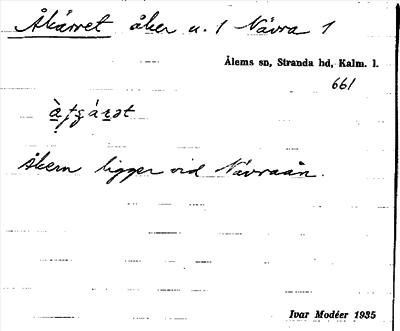 Åkärret åker u. 1 Nävra 1
Ålems sn, Stranda hd, Kalm. l.
661
Åkern ligger vid Nävraån.
Ivar Modéer 1935